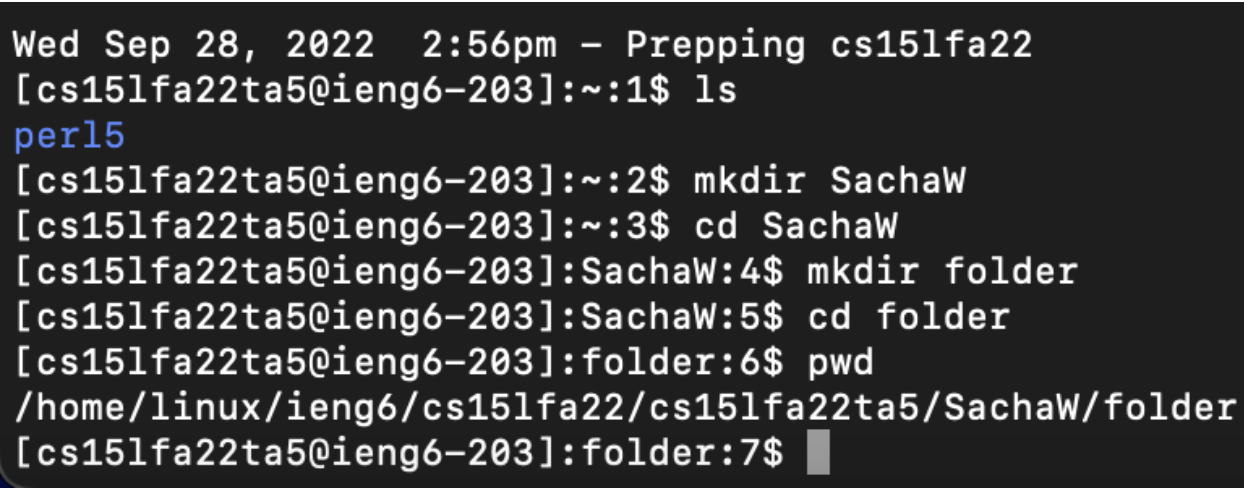 Wed Sep 28, 2022  2:56pm – Prepping cs15lfa22
[cs15lfa22ta5@ieng6-203]:~:1$ ls
perl5
[cs15lfa22ta5@ieng6-203]:~:2$ mkdir SachaW
[cs15lfa22ta5@ieng6-203]:~:3$ cd SachaW
[cs15lfa22ta5@ieng6-203]:SachaW:4$ mkdir folder
[cs15lfa22ta5@ieng6-203]:SachaW:5$ cd folder
[cs15lfa22ta5@ieng6-203]:folder:6$ pwd
/home/linux/ieng6/cs15lfa22/cs15lfa22ta5/SachaW/folder
[cs15lfa22ta5@ieng6-203]:folder:7$